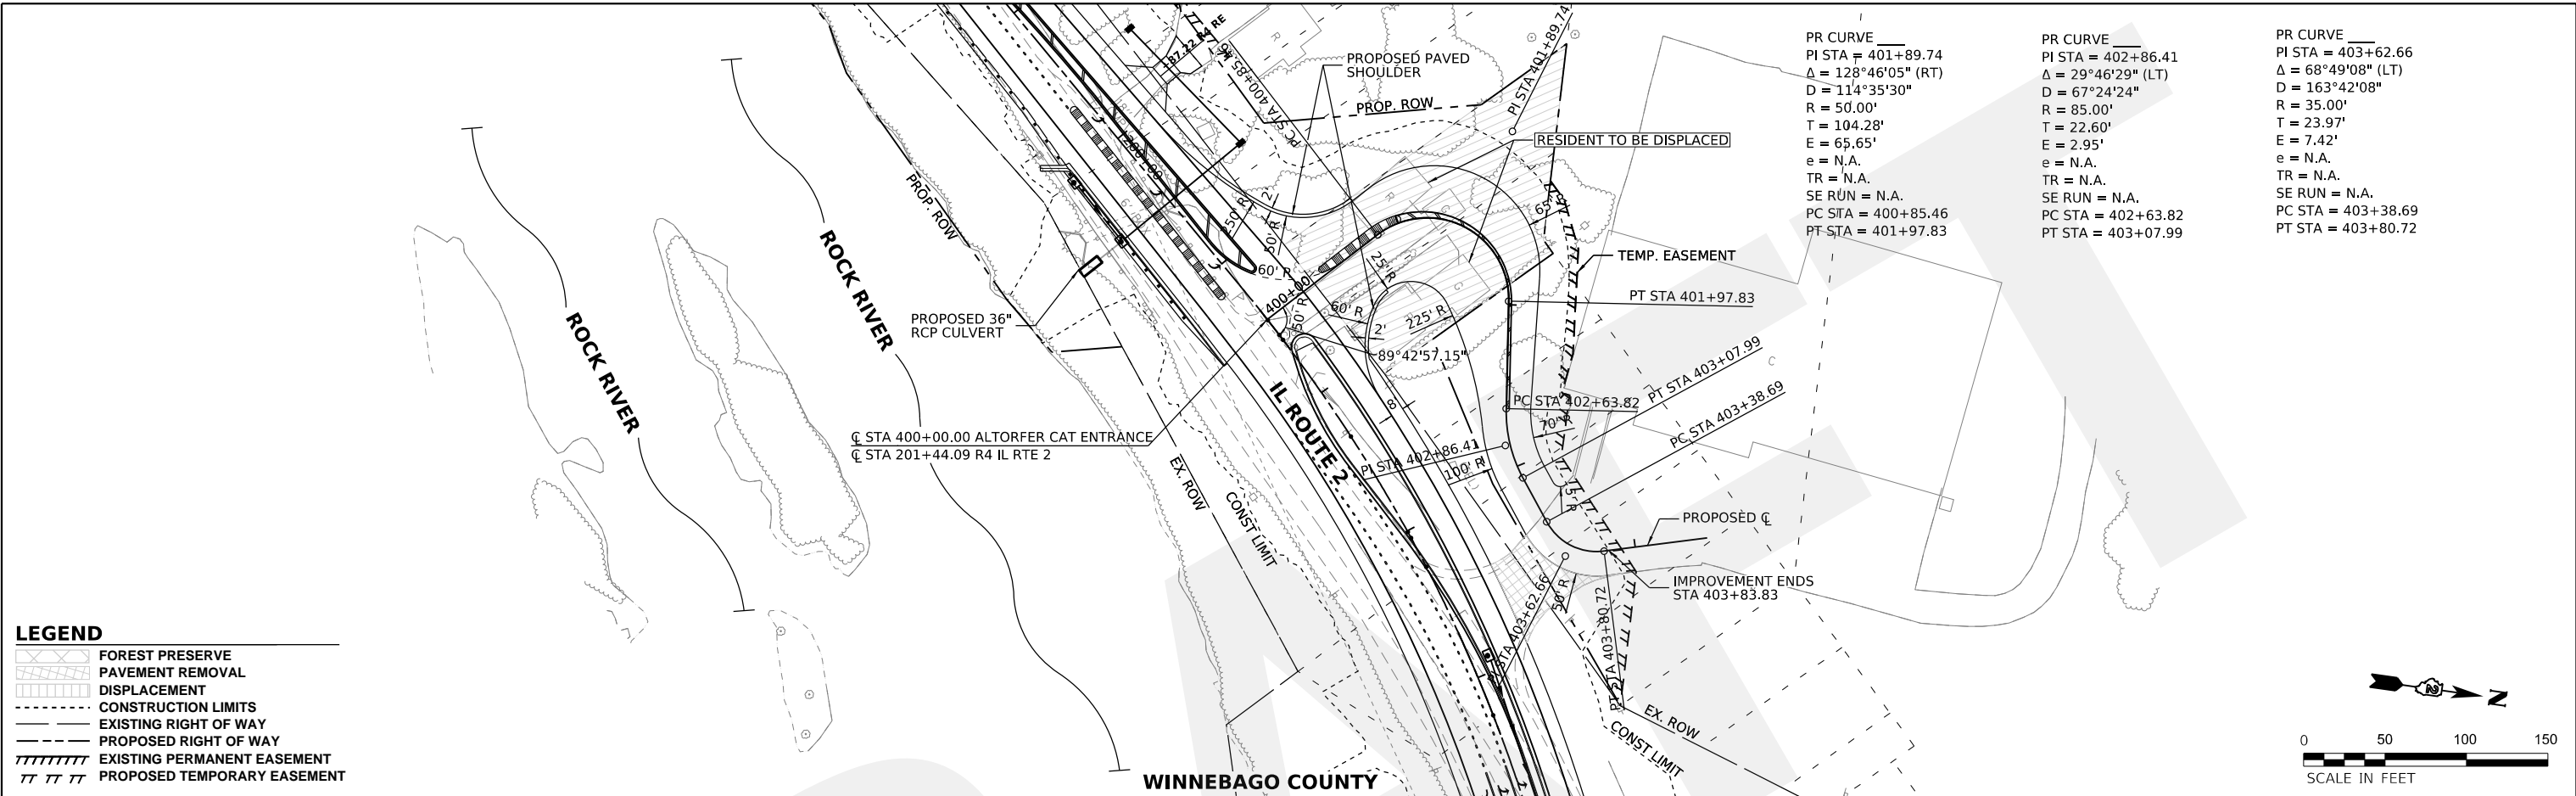 PR CURVE ____
PI STA = 401+89.74
Δ = 128°46'05" (RT)
D = 114°35'30"
R = 50.00'
T = 104.28'
E = 65.65'
e = N.A.
TR = N.A.
SE RUN = N.A.
PC STA = 400+85.46
PT STA = 401+97.83
PR CURVE ____
PI STA = 402+86.41
Δ = 29°46'29" (LT)
D = 67°24'24"
R = 85.00'
T = 22.60'
E = 2.95'
e = N.A.
TR = N.A.
SE RUN = N.A.
PC STA = 402+63.82
PT STA = 403+07.99
PR CURVE ____
PI STA = 403+62.66
Δ = 68°49'08" (LT)
D = 163°42'08"
R = 35.00'
T = 23.97'
E = 7.42'
e = N.A.
TR = N.A.
SE RUN = N.A.
PC STA = 403+38.69
PT STA = 403+80.72
+87.22 R4 RE
PC STA 400+85.46
PROPOSED PAVED
SHOULDER
PROP. ROW
PI STA 401+89.74
RESIDENT TO BE DISPLACED
PROP. ROW
250' R
2'
50' R
60' R
25' R
65' R
TEMP. EASEMENT
400+00
50' R
60' R
2'
225' R
PT STA 401+97.83
89°42'57.15"
ROCK RIVER
ROCK RIVER
PROPOSED 36"
RCP CULVERT
IL ROUTE 2
8'
PT STA 403+07.99
PC STA 402+63.82
70' R
PC STA 403+38.69
PI STA 402+86.41
100' R
℄ STA 400+00.00 ALTORFER CAT ENTRANCE
℄ STA 201+44.09 R4 IL RTE 2
EX. ROW
CONST LIMIT
PROPOSED ℄
IMPROVEMENT ENDS
STA 403+83.83
50' R
STA 403+62.66
PT STA 403+80.72
EX. ROW
CONST LIMIT
WINNEBAGO COUNTY
LEGEND
FOREST PRESERVE
PAVEMENT REMOVAL
DISPLACEMENT
CONSTRUCTION LIMITS
EXISTING RIGHT OF WAY
PROPOSED RIGHT OF WAY
EXISTING PERMANENT EASEMENT
PROPOSED TEMPORARY EASEMENT
N
0 50 100 150
SCALE IN FEET